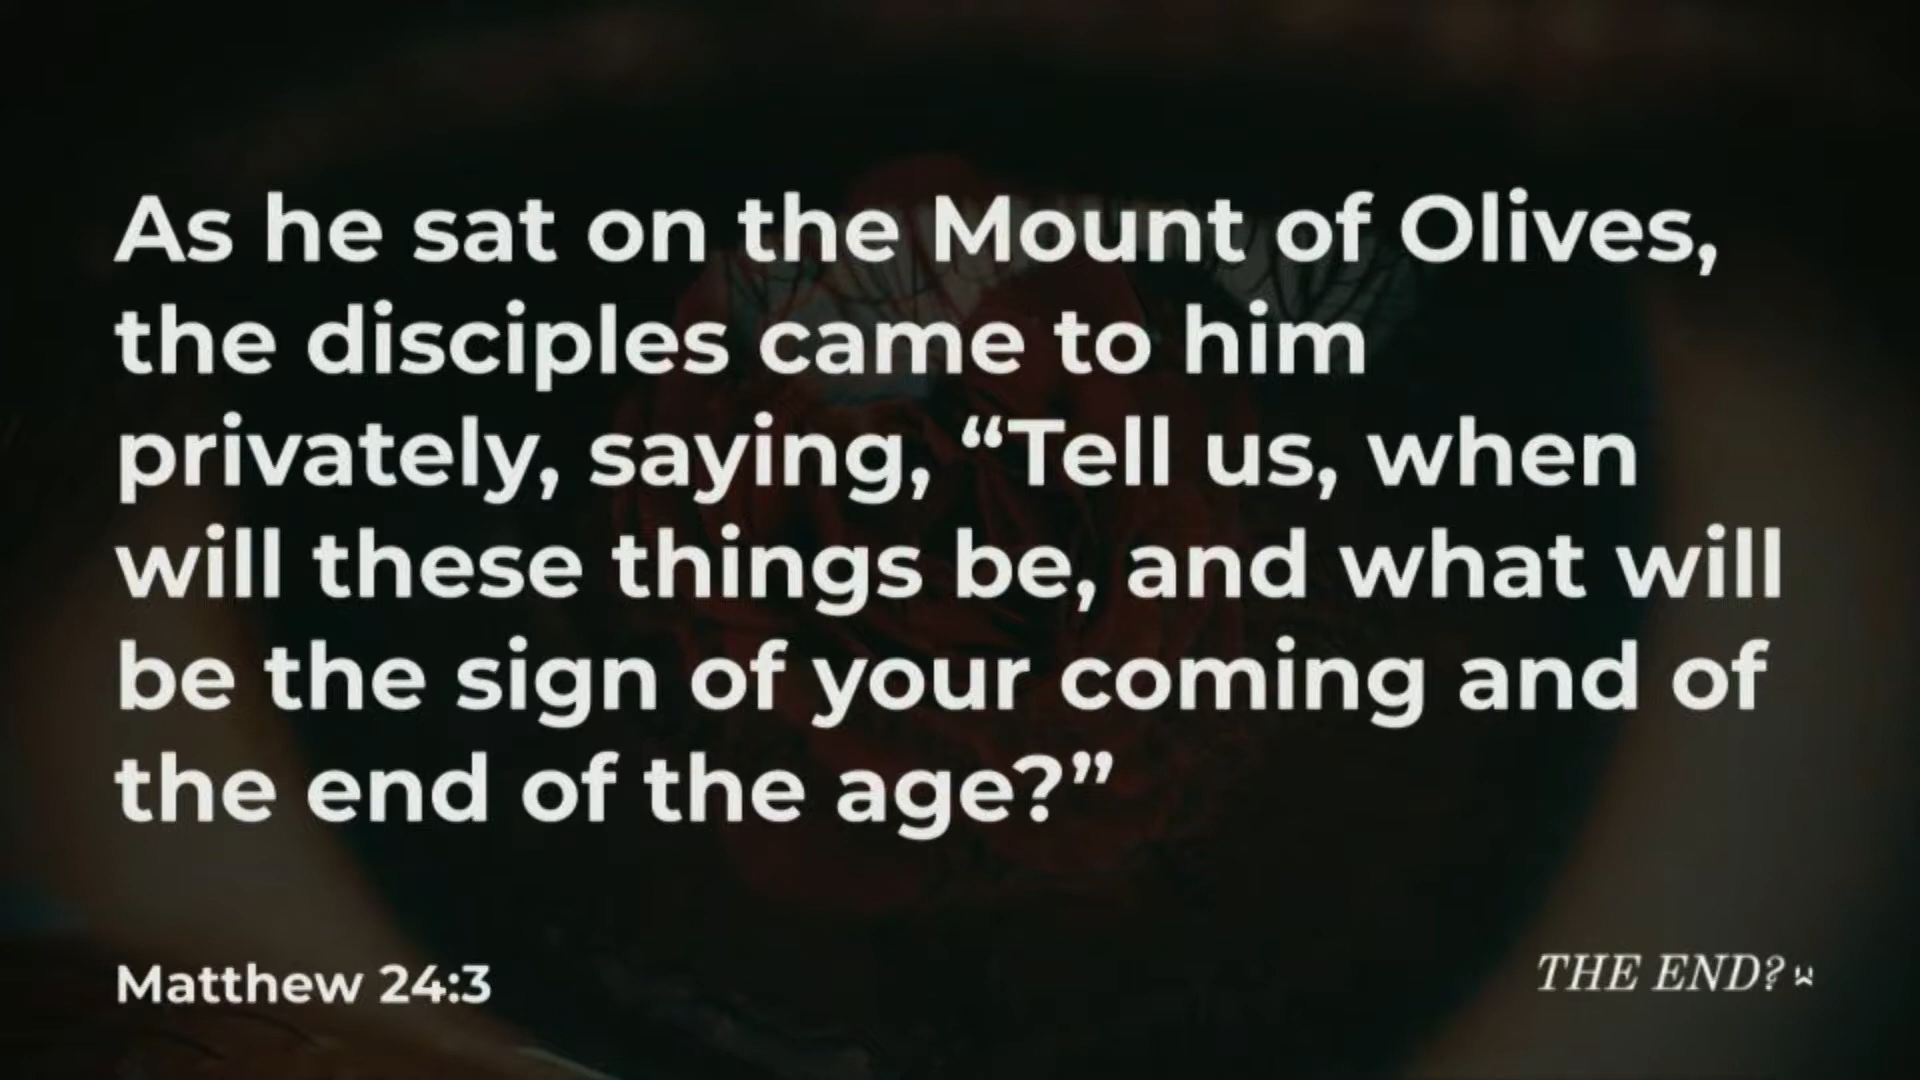 As he sat on the Mount of Olives,
the disciples came to him
privately, saying, “Tell us, when
will these things be, and what will
be the sign of your coming and of
the end of the age?”
Matthew 24:3
THE END?